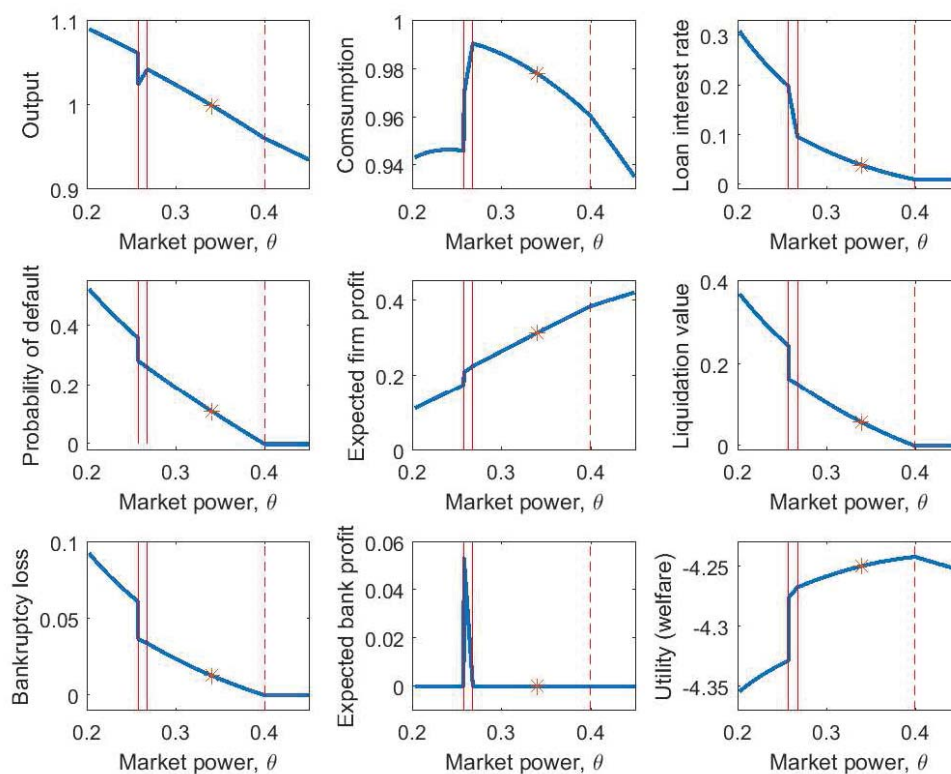 Output
1.1
1
0.9
0.2 0.3 0.4
Market power, θ
Comsumption
1
0.98
0.96
0.94
0.2 0.3 0.4
Market power, θ
Loan interest rate
0.3
0.2
0.1
0
0.2 0.3 0.4
Market power, θ
Probability of default
0.4
0.2
0
0.2 0.3 0.4
Market power, θ
Expected firm profit
0.4
0.2
0
0.2 0.3 0.4
Market power, θ
Liquidation value
0.4
0.2
0
0.2 0.3 0.4
Market power, θ
Bankruptcy loss
0.1
0.05
0
0.2 0.3 0.4
Market power, θ
Expected bank profit
0.06
0.04
0.02
0
0.2 0.3 0.4
Market power, θ
Utility (welfare)
-4.25
-4.3
-4.35
0.2 0.3 0.4
Market power, θ